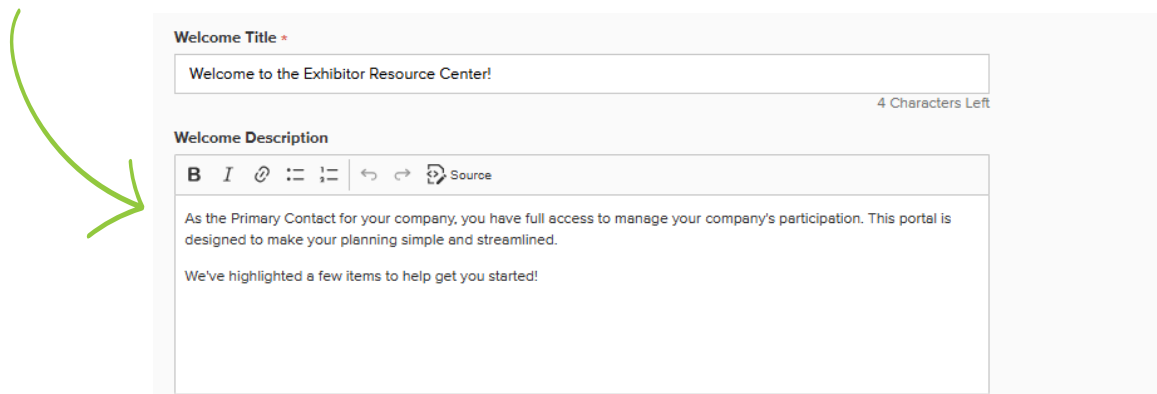 Welcome Title *
Welcome to the Exhibitor Resource Center!
4 Characters Left
Welcome Description
B I Source
As the Primary Contact for your company, you have full access to manage your company's participation. This portal is
designed to make your planning simple and streamlined.
We've highlighted a few items to help get you started!